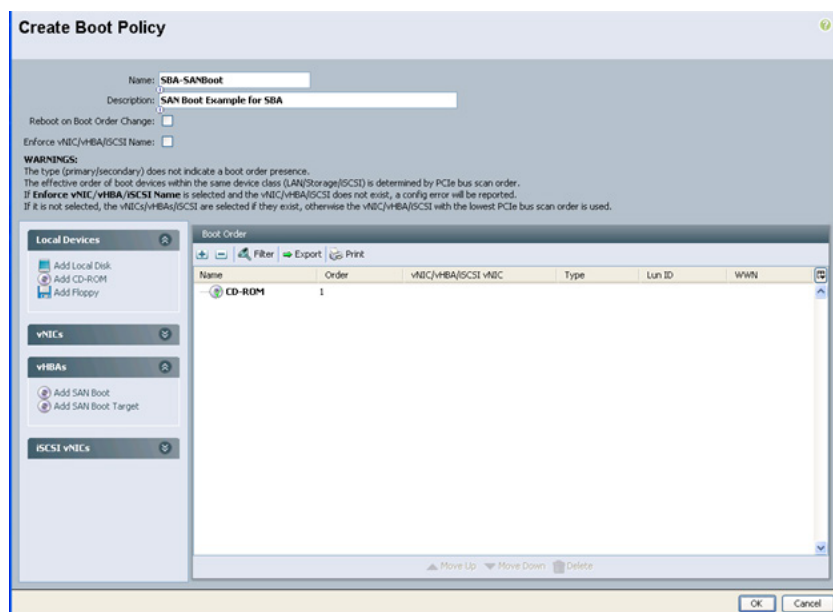 Create Boot Policy
Name: SBA-SANBoot
Description: SAN Boot Example for SBA
Reboot on Boot Order Change:
Enforce vNIC/vHBA/iSCSI Name:
WARNINGS:
The type (primary/secondary) does not indicate a boot order presence.
The effective order of boot devices within the same device class (LAN/Storage/iSCSI) is determined by PCIe bus scan order.
If Enforce vNIC/vHBA/iSCSI Name is selected and the vNIC/vHBA/iSCSI does not exist, a config error will be reported.
If it is not selected, the vNICs/vHBAs/iSCSI are selected if they exist, otherwise the vNIC/vHBA/iSCSI with the lowest PCIe bus scan order is used.
Local Devices
Add Local Disk
Add CD-ROM
Add Floppy
vNICs
vHBAs
Add SAN Boot
Add SAN Boot Target
iSCSI vNICs
Boot Order
Filter Export Print
Name Order vNIC/vHBA/iSCSI vNIC Type Lun ID WWN
CD-ROM 1
Move Up Move Down Delete
OK Cancel